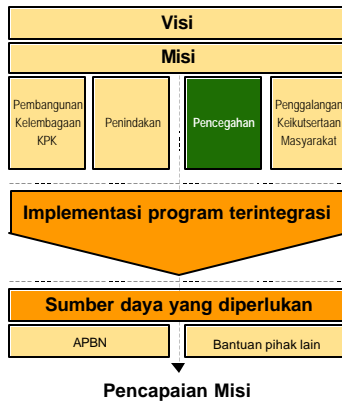 Visi
Misi
Pembangunan
Kelembagaan
KPK
Penindakan
Pencegahan
Penggalangan
Keikutsertaan
Masyarakat
Implementasi program terintegrasi
Sumber daya yang diperlukan
APBN
Bantuan pihak lain
Pencapaian Misi